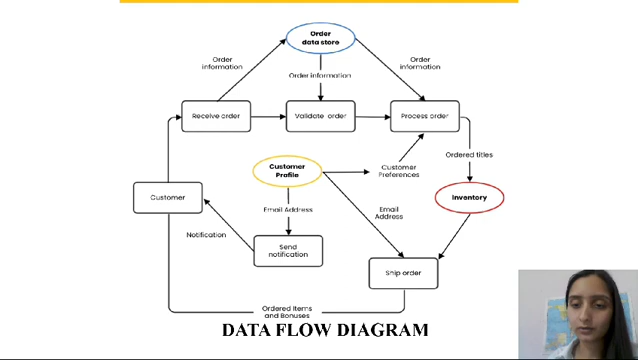 Order
data store
Order
information
Order
information
Order information
Receive order
Validate order
Process order
Customer
Profile
Customer
Preferences
Ordered titles
Customer
Email Address
Email
Address
Inventory
Notification
Send
notification
Ship order
Ordered Items
and Bonuses
DATA FLOW DIAGRAM